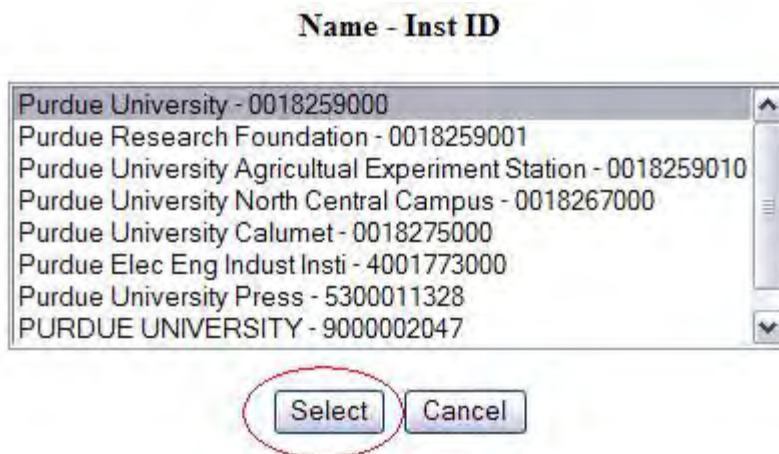 Name - Inst ID
Purdue University - 0018259000
Purdue Research Foundation - 0018259001
Purdue University Agricultual Experiment Station - 0018259010
Purdue University North Central Campus - 0018267000
Purdue University Calumet - 0018275000
Purdue Elec Eng Indust Insti - 4001773000
Purdue University Press - 5300011328
PURDUE UNIVERSITY - 9000002047
Select Cancel